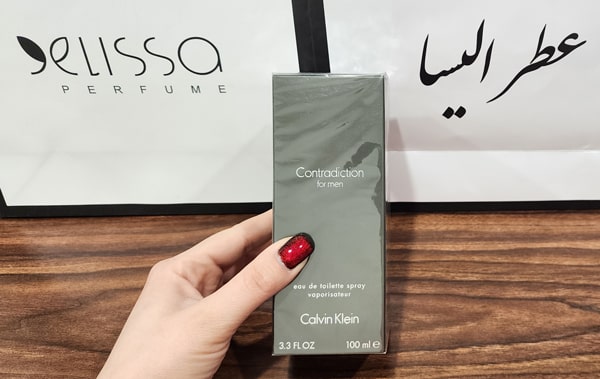 eLissa
PERFUME
عطر اليسا
Contradiction
for men
eau de toilette spray
vaporisateur
Calvin Klein
3.3 FL OZ 100 ml e